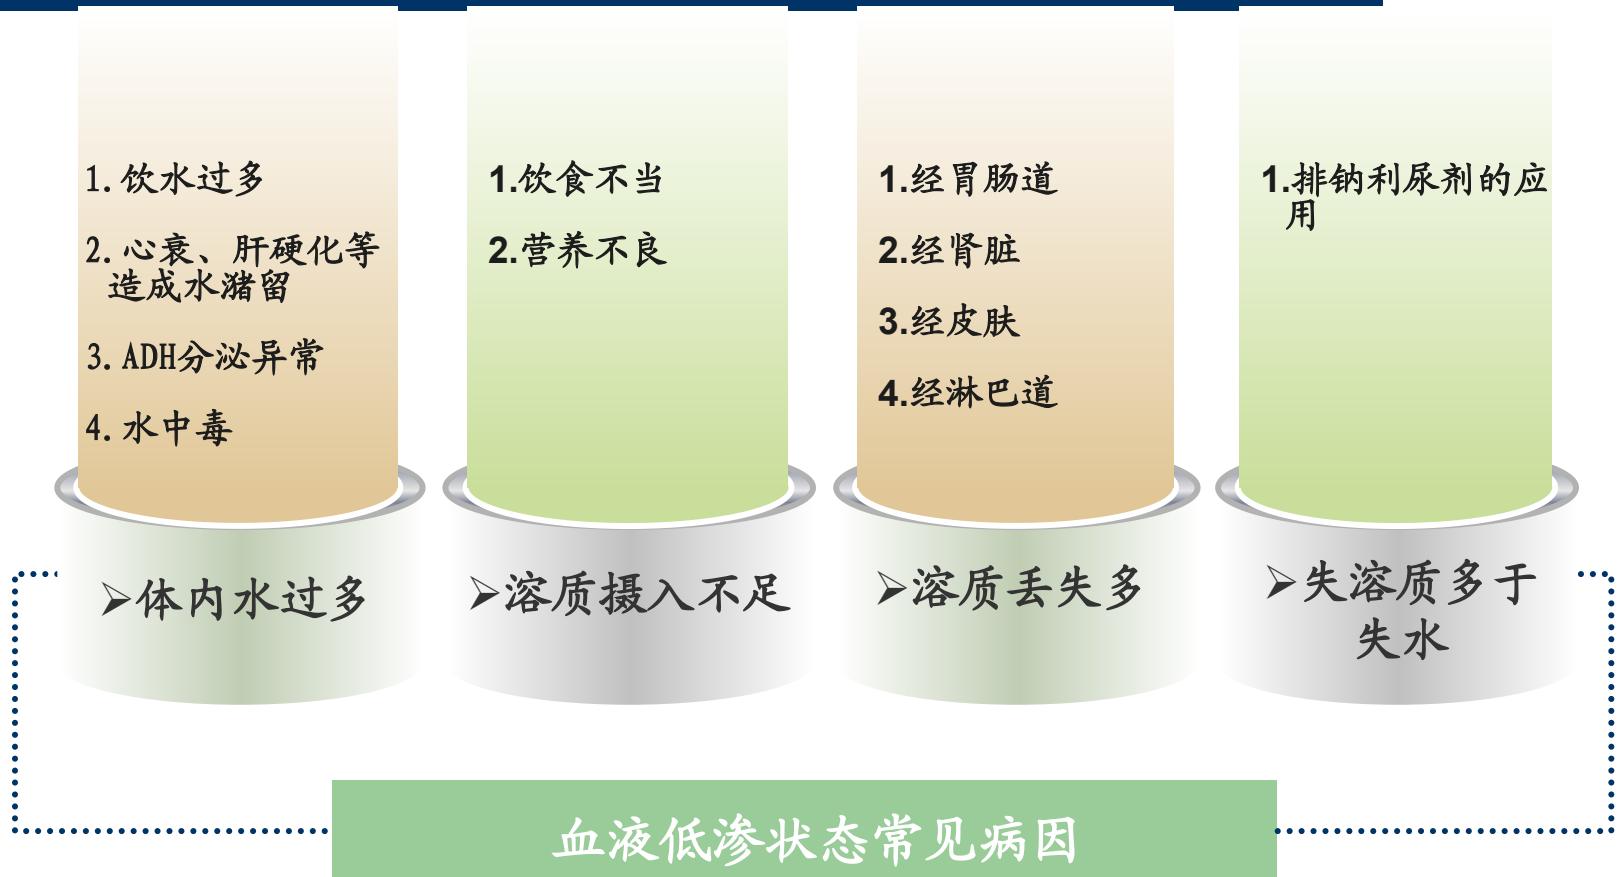 1.饮水过多
2.心衰、肝硬化等
造成水潴留
3.ADH分泌异常
4.水中毒
➢体内水过多
1.饮食不当
2.营养不良
➢溶质摄入不足
1.经胃肠道
2.经肾脏
3.经皮肤
4.经淋巴道
➢溶质丢失多
1.排钠利尿剂的应
用
➢失溶质多于
失水
血液低渗状态常见病因